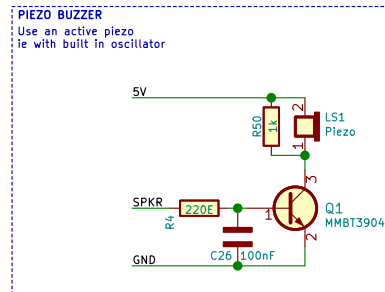 PIEZO BUZZER
Use an active piezo
ie with built in oscillator
5V
R50
1k
2
LS1
Piezo
1
3
SPKR
220E
R4
1
Q1
MMBT3904
2
C26 100nF
GND